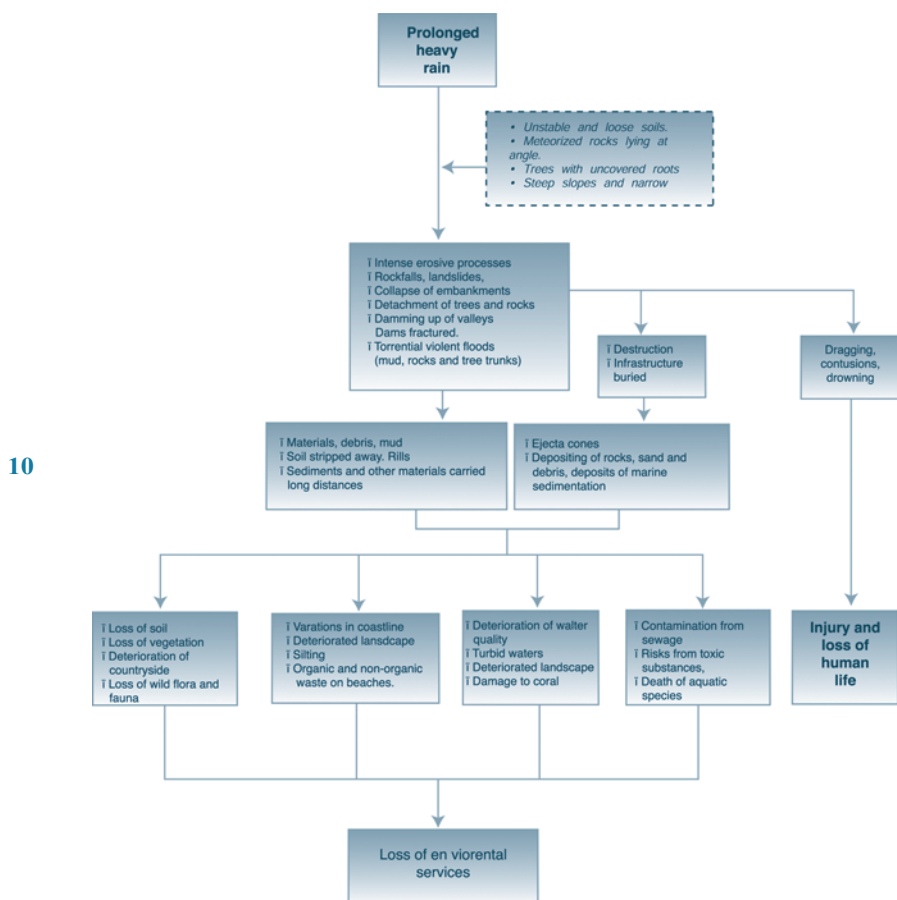 Prolonged
heavy
rain
• Unstable and loose soils.
• Meteorized rocks lying at
angle.
• Trees with uncovered roots
• Steep slopes and narrow
ï Intense erosive processes
ï Rockfalls, landslides,
ï Collapse of embankments
ï Detachment of trees and rocks
ï Damming up of valleys
Dams fractured.
ï Torrential violent floods
(mud, rocks and tree trunks)
ï Destruction
ï Infrastructure
buried
Dragging,
contusions,
drowning
ï Materials, debris, mud
ï Soil stripped away. Rills
ï Sediments and other materials carried
long distances
ï Ejecta cones
ï Depositing of rocks, sand and
debris, deposits of marine
sedimentation
10
ï Loss of soil
ï Loss of vegetation
ï Deterioration of
countryside
ï Loss of wild flora and
fauna
ï Varations in coastline
ï Deteriorated lansdcape
ï Silting
ï Organic and non-organic
waste on beaches.
ï Deterioration of walter
quality
ï Turbid waters
ï Deteriorated landscape
ï Damage to coral
ï Contamination from
sewage
ï Risks from toxic
substances,
ï Death of aquatic
species
Injury and
loss of
human
life
Loss of en viorental
services